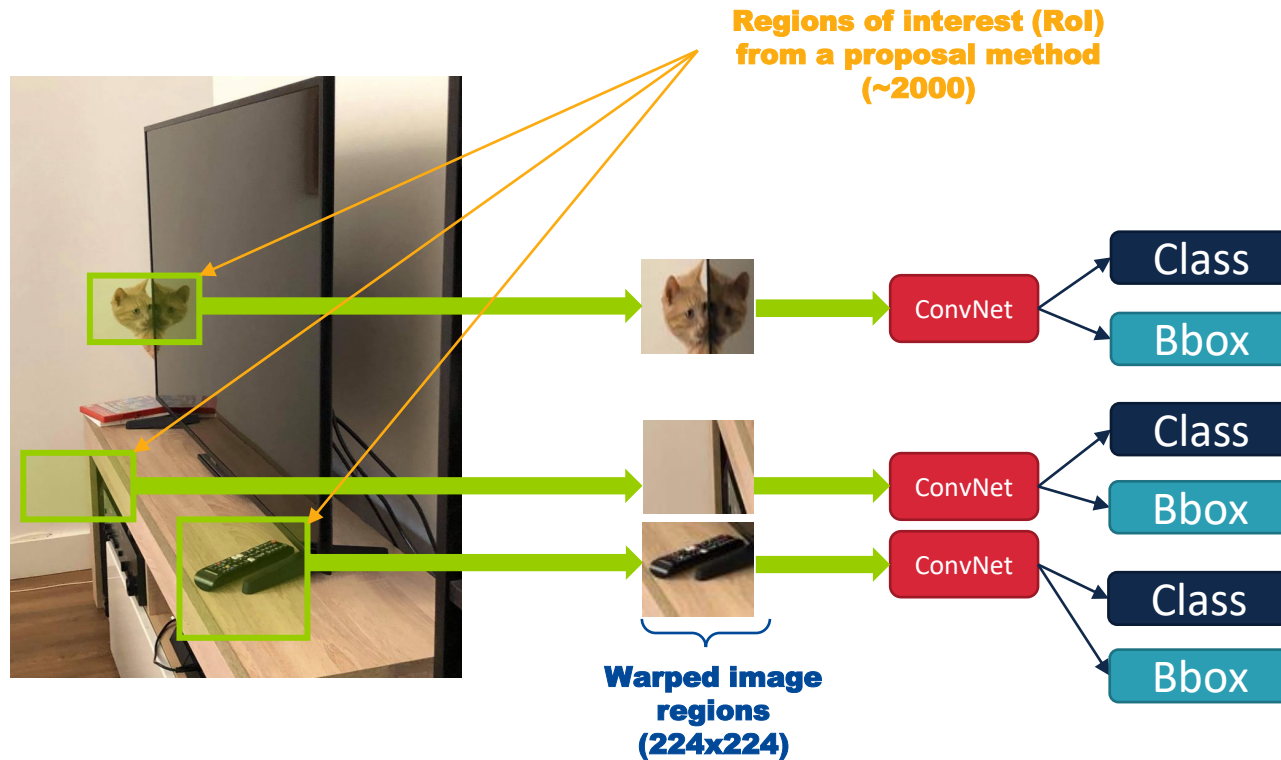 Regions of interest (RoI)
from a proposal method
(~2000)
Class
ConvNet
Bbox
Class
ConvNet
Bbox
ConvNet
Class
Bbox
Warped image
regions
(224x224)